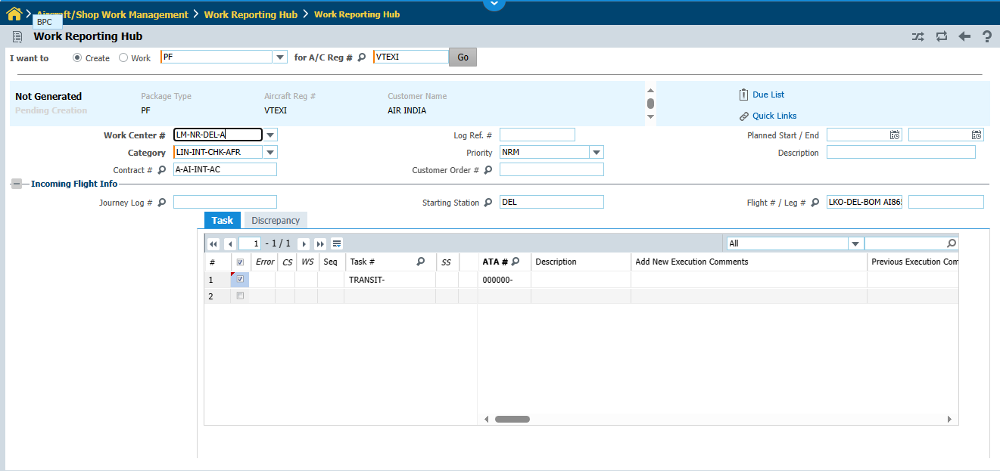 Aircraft/Shop Work Management > Work Reporting Hub > Work Reporting Hub
BPC
Work Reporting Hub
I want to Create Work PF for A/C Reg # VTEXI Go
Not Generated Package Type Aircraft Reg # Customer Name Due List
Pending Creation PF VTEXI AIR INDIA Quick Links
Work Center # LM-NR-DEL-A Log Ref. # Planned Start / End
Category LIN-INT-CHK-AFR Priority NRM Description
Contract # A-AI-INT-AC Customer Order #
Incoming Flight Info
Journey Log # Starting Station DEL Flight # / Leg # LKO-DEL-BOM AI86
Task Discrepancy
1 - 1 / 1 All
# Error CS WS Seq Task # SS ATA # Description Add New Execution Comments Previous Execution Com
1 TRANSIT- 000000-
2